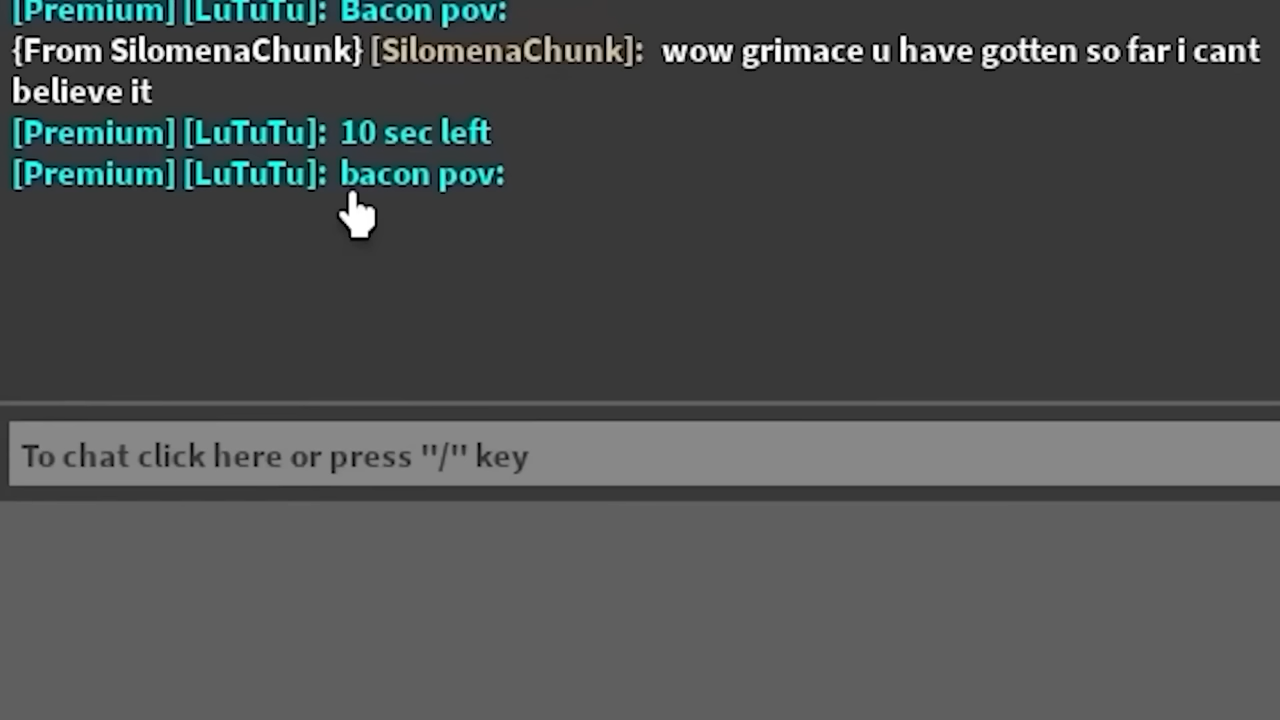 [Premium] [LuTuTu]: Bacon pov:
{From SilomenaChunk} [SilomenaChunk]: wow grimace u have gotten so far i cant
believe it
[Premium] [LuTuTu]: 10 sec left
[Premium] [LuTuTu]: bacon pov:
To chat click here or press "/" key